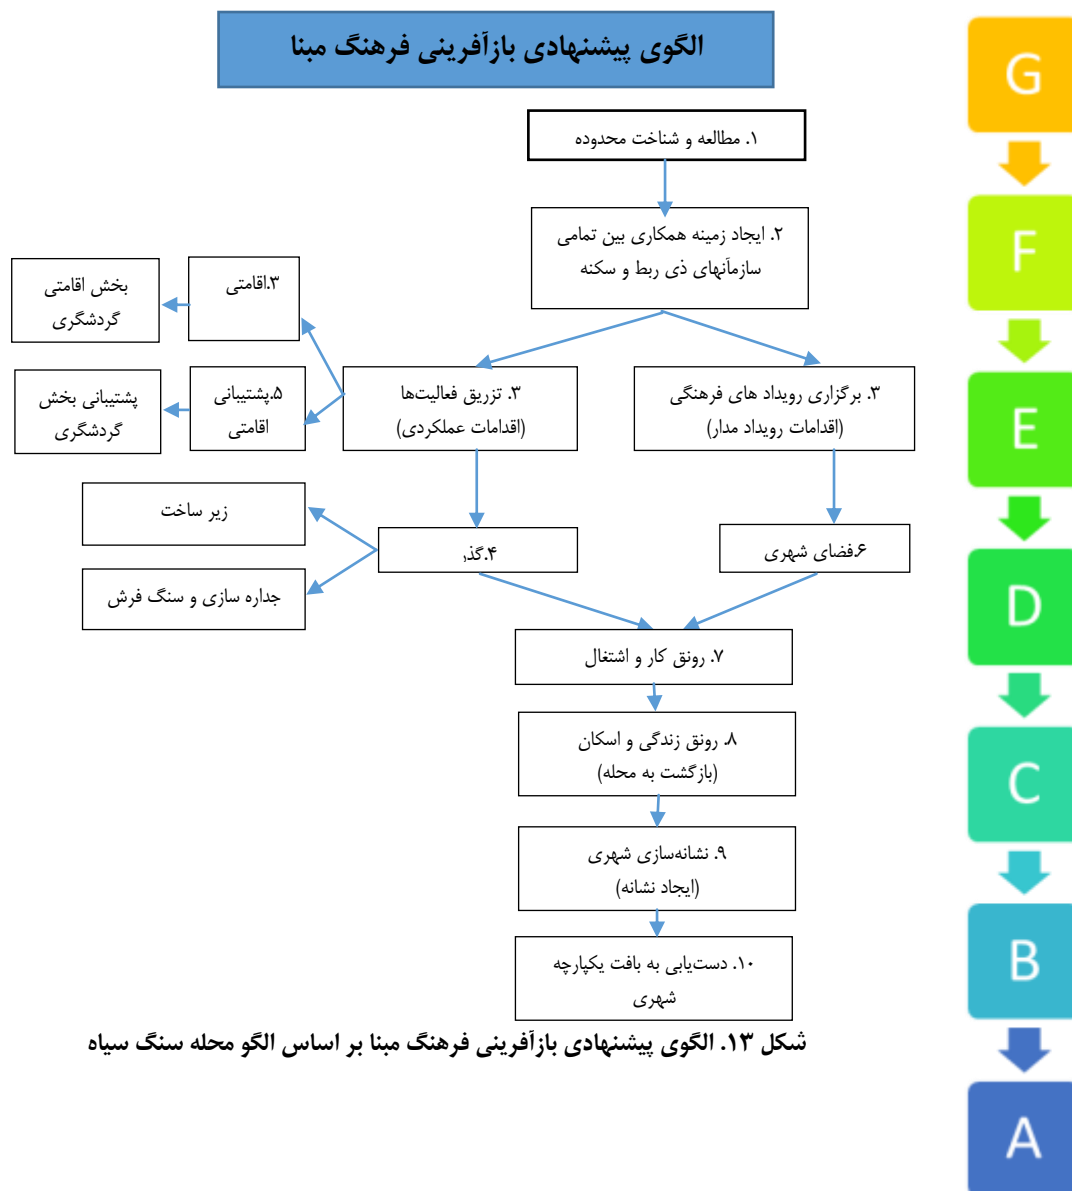 الگوی پیشنهادی بازآفرینی فرهنگ مبنا
۱. مطالعه و شناخت محدوده
۲. ایجاد زمینه همکاری بین تمامی
سازمآنهای ذی ربط و سکنه
۳. برگزاری رویداد های فرهنگی
(اقدامات رویداد مدار)
۳. تزریق فعالیت‌ها
(اقدامات عملکردی)
۳.اقامتی
بخش اقامتی
گردشگری
۵.پشتیبانی
اقامتی
پشتیبانی بخش
گردشگری
۶.فضای شهری
۴.گذر
زیر ساخت
جداره سازی و سنگ فرش
۷. رونق کار و اشتغال
۸. رونق زندگی و اسکان
(بازگشت به محله)
۹. نشانه‌سازی شهری
(ایجاد نشانه)
۱۰. دست‌یابی به بافت یکپارچه
شهری
شکل ۱۳. الگوی پیشنهادی بازآفرینی فرهنگ مبنا بر اساس الگو محله سنگ سیاه
G
F
E
D
C
B
A